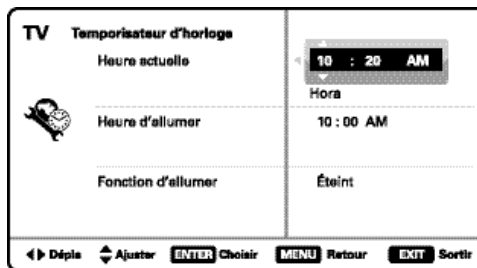 TV Temporisateur d'horloge
Heure actuelle 10 : 20 AM
Hora
Heure d'allumer 10 : 00 AM
Fonction d'allumer Éteint
Dépla Ajuster ENTER Choisir MENU Retour EXIT Sortir